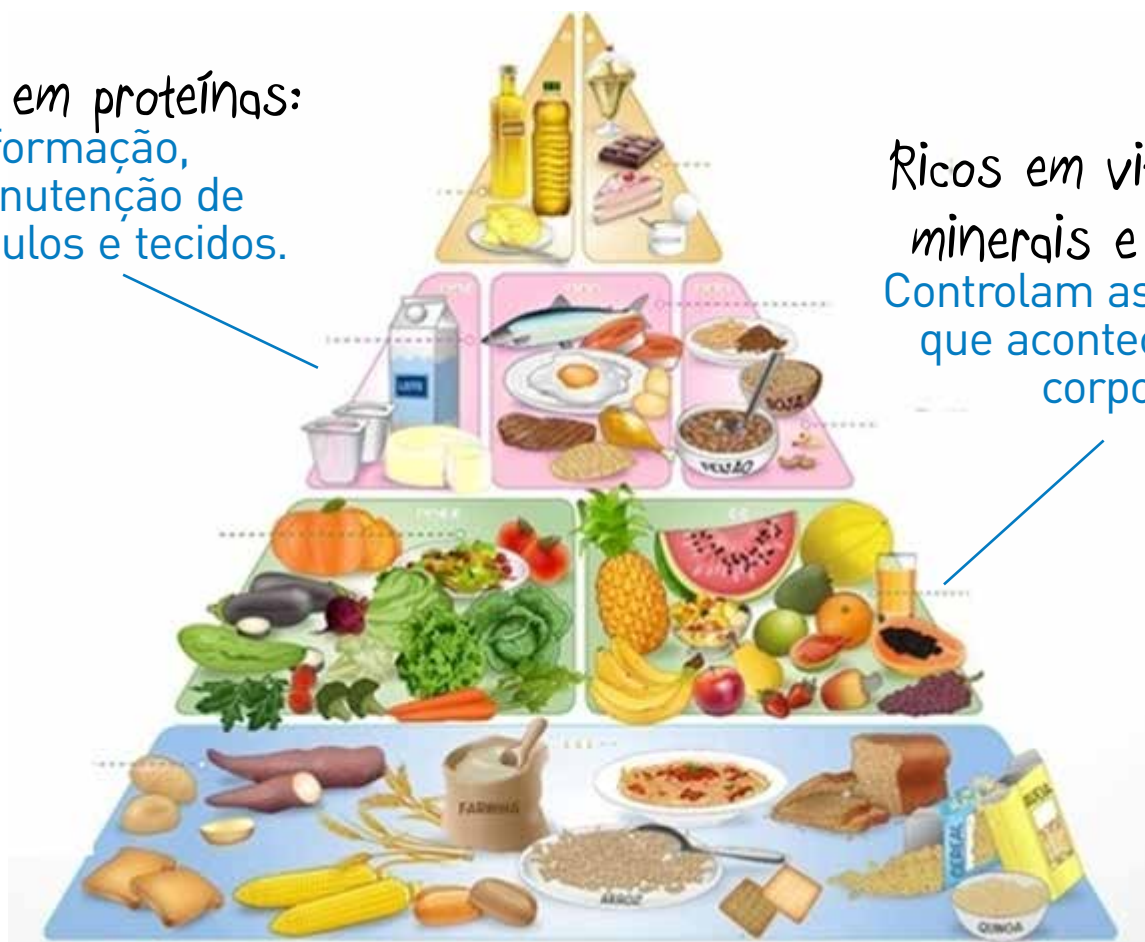 em proteínas:
formação,
nutenção de
ulos e tecidos.
Ricos em vi
minerais e
Controlam as
que acontec
corpo
LEITE
SOJA
FEIJÃO
FARINHA
CEREAL
ARROZ
QUINOA